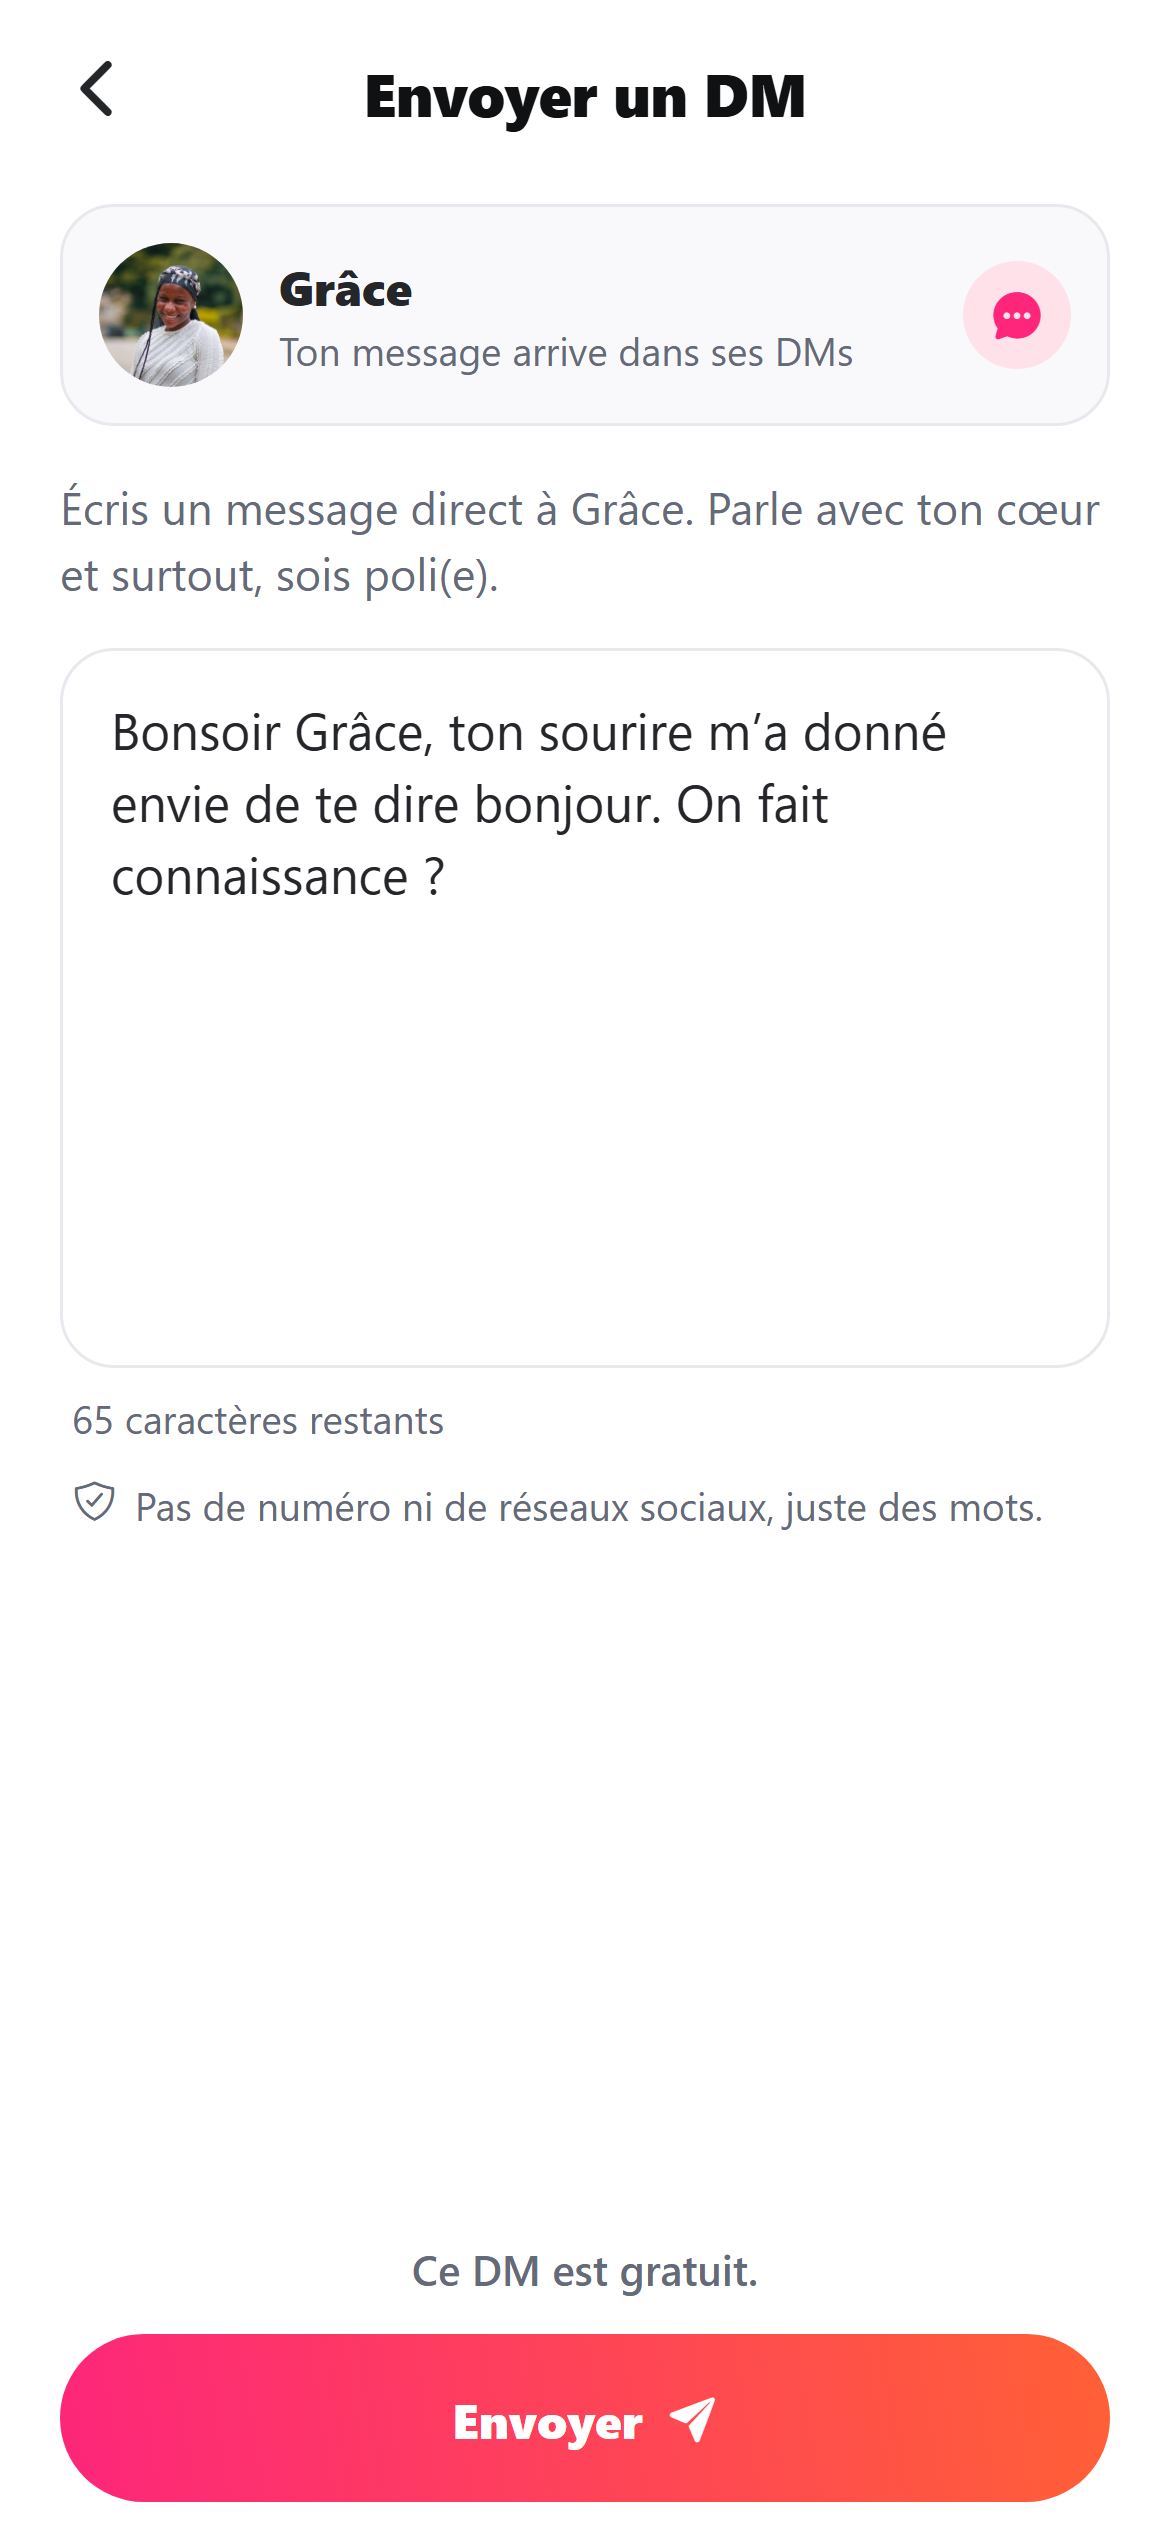 Envoyer un DM
Grâce
Ton message arrive dans ses DMs
Écris un message direct à Grâce. Parle avec ton cœur
et surtout, sois poli(e).
Bonsoir Grâce, ton sourire m’a donné
envie de te dire bonjour. On fait
connaissance ?
65 caractères restants
Pas de numéro ni de réseaux sociaux, juste des mots.
Ce DM est gratuit.
Envoyer